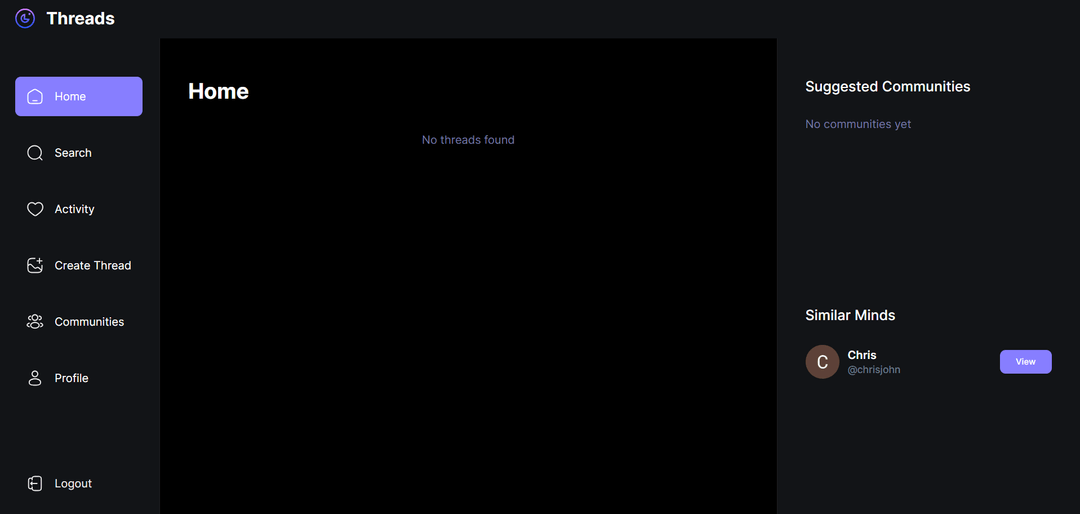 Threads
Home
Search
Activity
Create Thread
Communities
Profile
Logout
Home
No threads found
Suggested Communities
No communities yet
Similar Minds
C
Chris
@chrisjohn
View